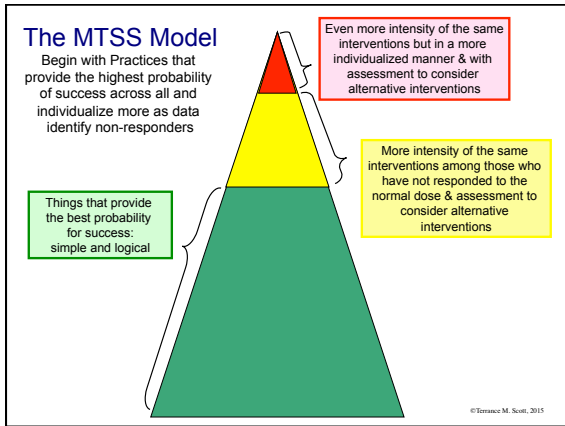 The MTSS Model
Begin with Practices that
provide the highest probability
of success across all and
individualize more as data
identify non-responders
Even more intensity of the same
interventions but in a more
individualized manner & with
assessment to consider
alternative interventions
More intensity of the same
interventions among those who
have not responded to the
normal dose & assessment to
consider alternative
interventions
Things that provide
the best probability
for success:
simple and logical
©Terrance M. Scott, 2015